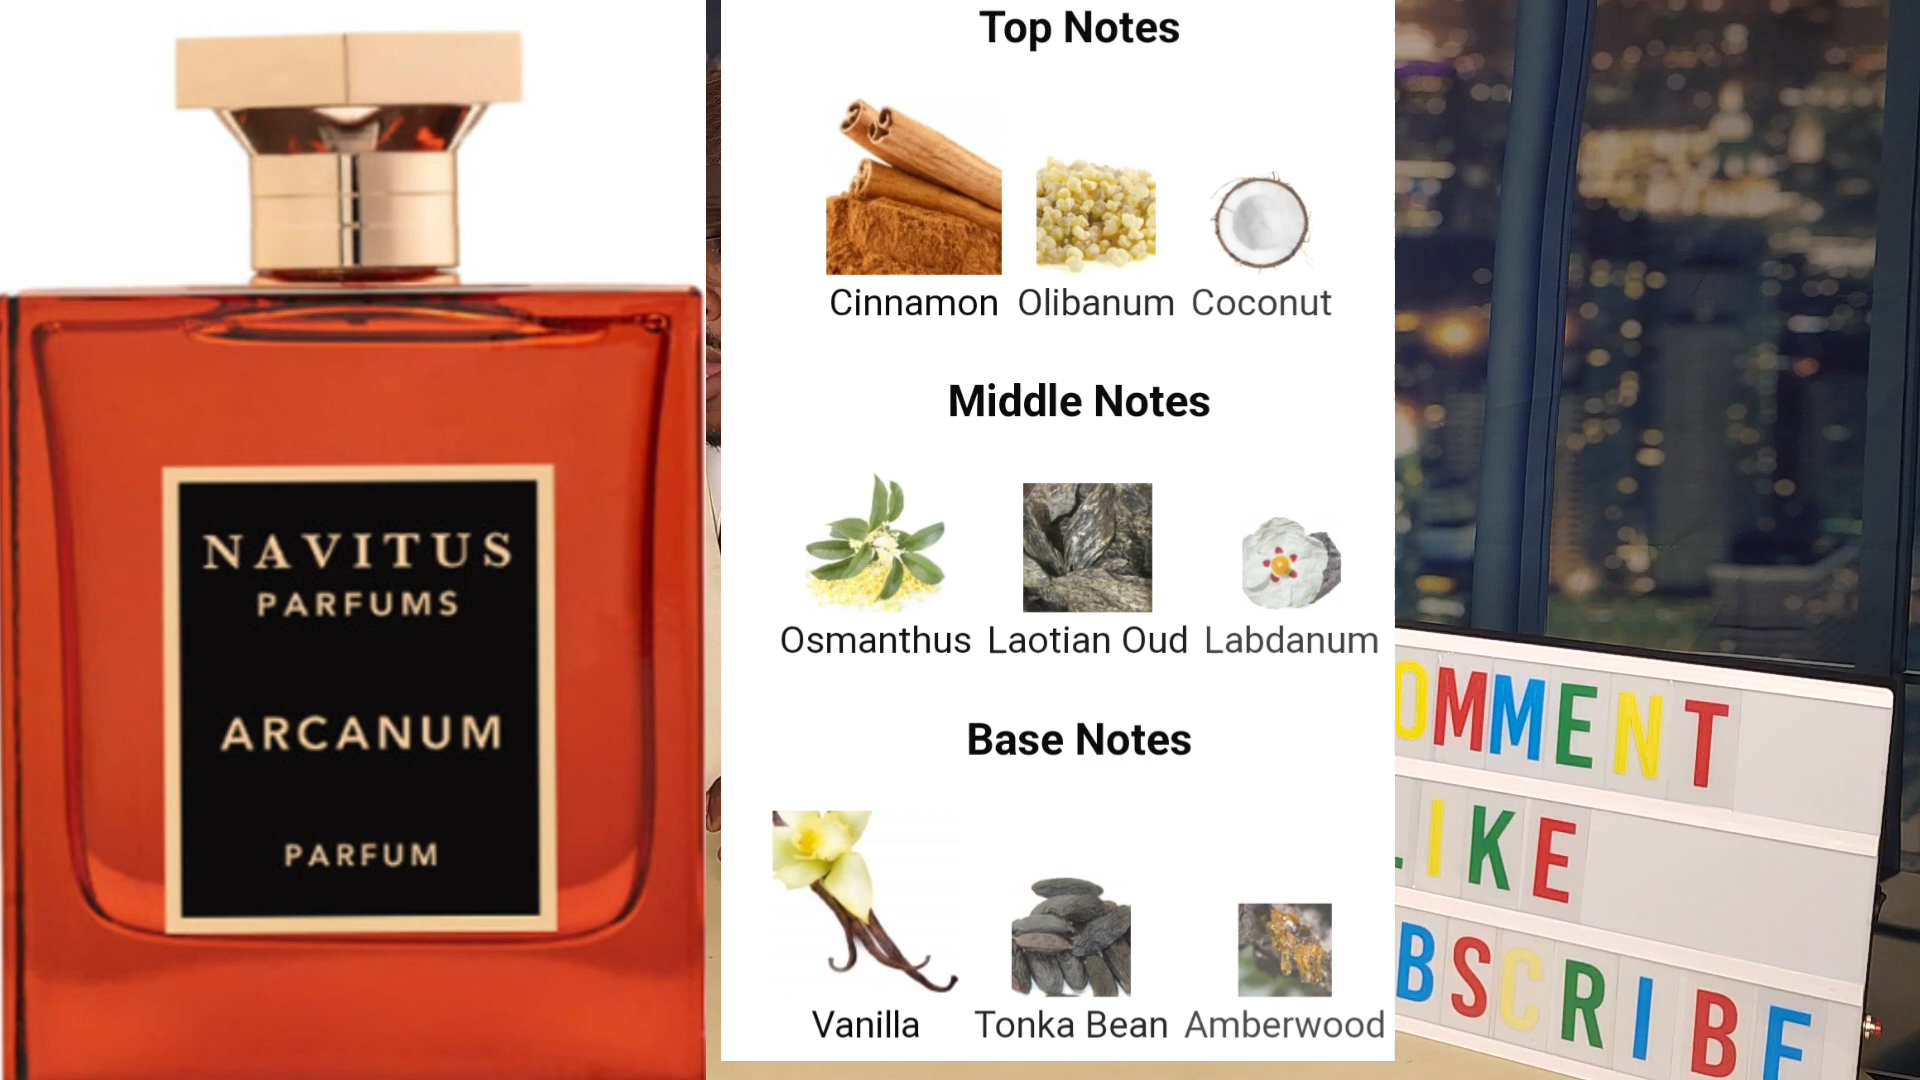 NAVITUS
PARFUMS
ARCANUM
PARFUM
Top Notes
Cinnamon Olibanum Coconut
Middle Notes
Osmanthus Laotian Oud Labdanum
Base Notes
Vanilla Tonka Bean Amberwood
OMMENT
IKE
BSCRIBE